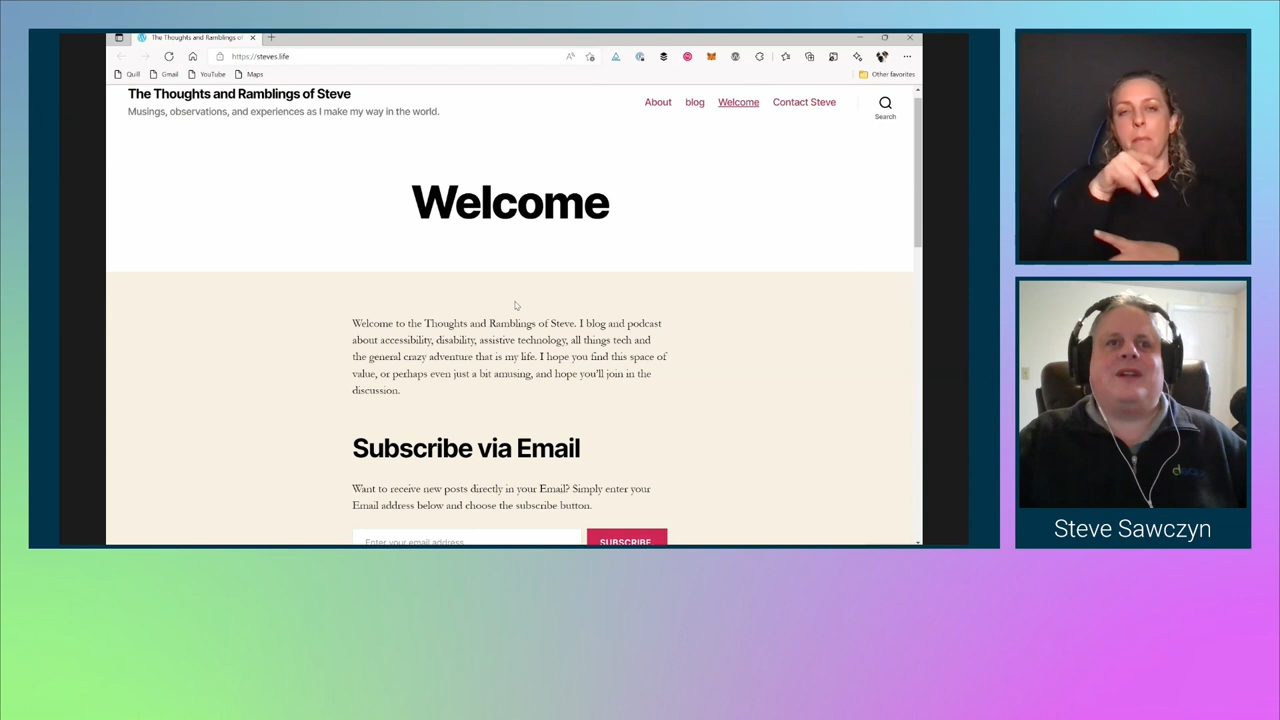 The Thoughts and Ramblings of
https://steves.life
Quill Gmail YouTube Maps Other favorites
The Thoughts and Ramblings of Steve
Musings, observations, and experiences as I make my way in the world.
About blog Welcome Contact Steve Search
Welcome
Welcome to the Thoughts and Ramblings of Steve. I blog and podcast
about accessibility, disability, assistive technology, all things tech and
the general crazy adventure that is my life. I hope you find this space of
value, or perhaps even just a bit amusing, and hope you'll join in the
discussion.
Subscribe via Email
Want to receive new posts directly in your Email? Simply enter your
Email address below and choose the subscribe button.
Enter your email address SUBSCRIBE
Steve Sawczyn